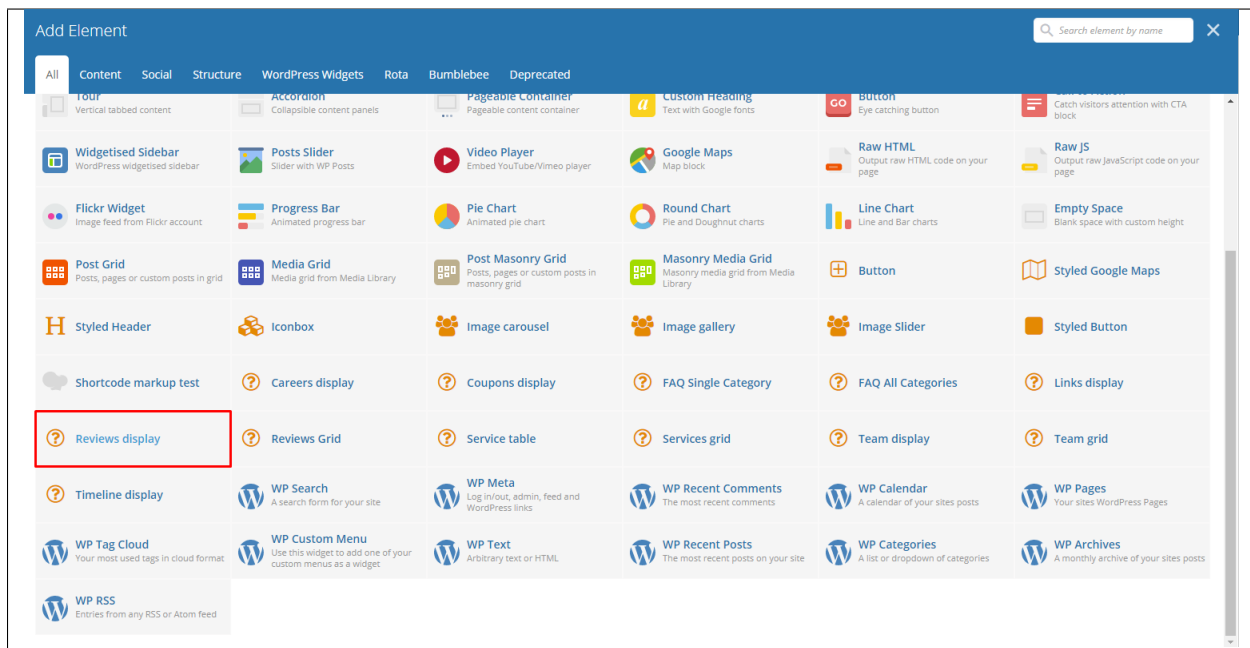 Add Element
Search element by name
All Content Social Structure WordPress Widgets Rota Bumblebee Deprecated
Tour
Vertical tabbed content
Accordion
Collapsible content panels
Pageable Container
Pageable content container
Custom Heading
Text with Google fonts
GO
Button
Eye catching button
Catch visitors attention with CTA
block
Widgetised Sidebar
WordPress widgetised sidebar
Posts Slider
Slider with WP Posts
Video Player
Embed YouTube/Vimeo player
Google Maps
Map block
Raw HTML
Output raw HTML code on your
page
Raw JS
Output raw JavaScript code on your
page
Flickr Widget
Image feed from Flickr account
Progress Bar
Animated progress bar
Pie Chart
Animated pie chart
Round Chart
Pie and Doughnut charts
Line Chart
Line and Bar charts
Empty Space
Blank space with custom height
Post Grid
Posts, pages or custom posts in grid
Media Grid
Media grid from Media Library
Post Masonry Grid
Posts, pages or custom posts in
masonry grid
Masonry Media Grid
Masonry media grid from Media
Library
Button
Styled Google Maps
H Styled Header
Iconbox
Image carousel
Image gallery
Image Slider
Styled Button
Shortcode markup test
? Careers display
? Coupons display
? FAQ Single Category
? FAQ All Categories
? Links display
? Reviews display
? Reviews Grid
? Service table
? Services grid
? Team display
? Team grid
? Timeline display
WP Search
A search form for your site
WP Meta
Log in/out, admin, feed and
WordPress links
WP Recent Comments
The most recent comments
WP Calendar
A calendar of your sites posts
WP Pages
Your sites WordPress Pages
WP Tag Cloud
Your most used tags in cloud format
WP Custom Menu
Use this widget to add one of your
custom menus as a widget
WP Text
Arbitrary text or HTML
WP Recent Posts
The most recent posts on your site
WP Categories
A list or dropdown of categories
WP Archives
A monthly archive of your sites posts
WP RSS
Entries from any RSS or Atom feed